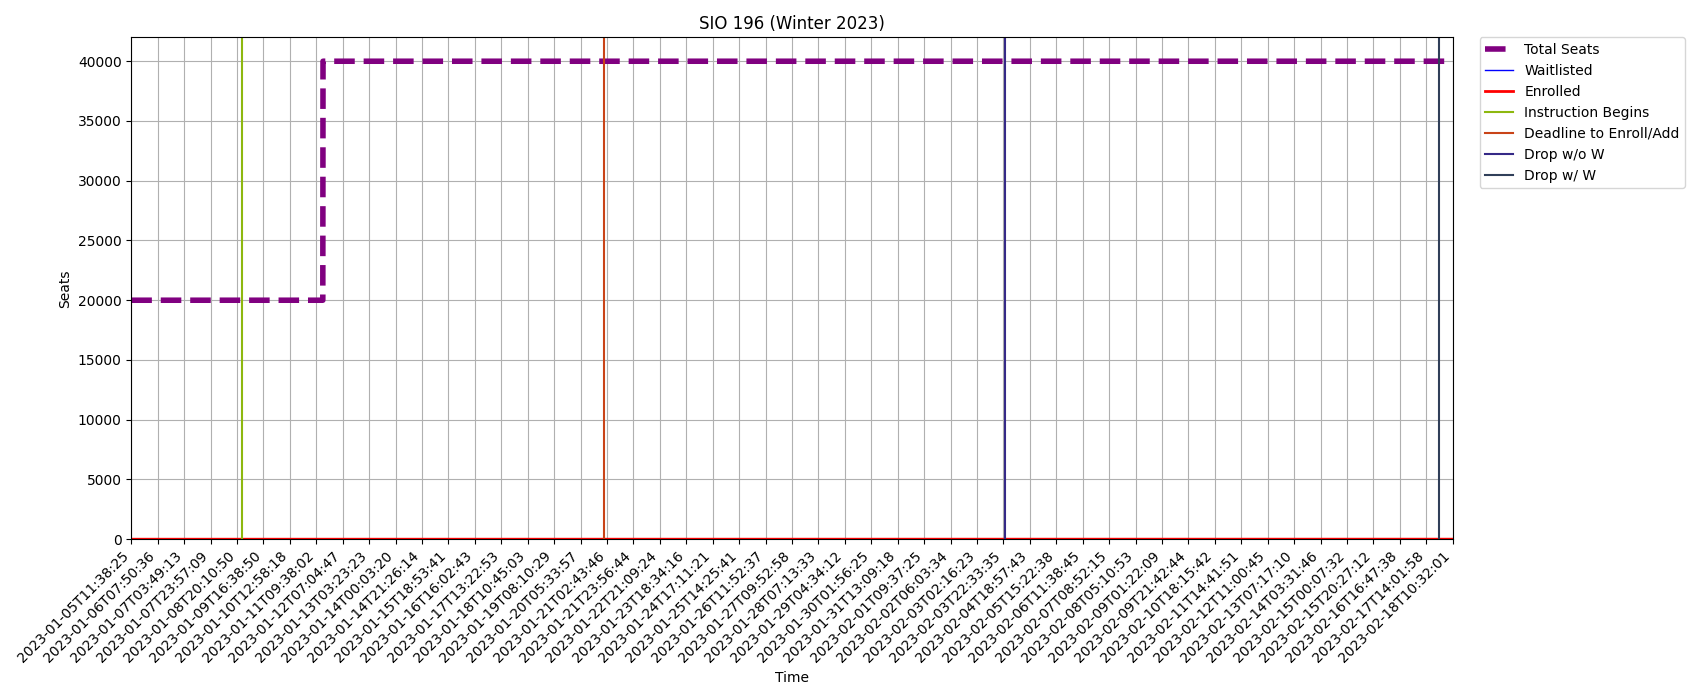 SIO 196 (Winter 2023)
40000
35000
30000
25000
20000
15000
10000
5000
0
Seats
2023-01-05T11:38:25
2023-01-06T07:50:36
2023-01-07T03:49:13
2023-01-07T23:57:09
2023-01-08T20:10:50
2023-01-09T16:38:50
2023-01-10T12:58:18
2023-01-11T09:38:02
2023-01-12T07:04:47
2023-01-13T03:23:23
2023-01-14T00:03:20
2023-01-14T21:26:14
2023-01-15T18:53:41
2023-01-16T16:02:43
2023-01-17T13:22:53
2023-01-18T10:45:03
2023-01-19T08:10:29
2023-01-20T05:33:57
2023-01-21T02:43:46
2023-01-21T23:56:44
2023-01-22T21:09:24
2023-01-23T18:34:16
2023-01-24T17:11:21
2023-01-25T14:25:41
2023-01-26T11:52:37
2023-01-27T09:52:58
2023-01-28T07:13:33
2023-01-29T04:34:12
2023-01-30T01:56:25
2023-01-31T13:09:18
2023-02-01T09:37:25
2023-02-02T06:03:34
2023-02-03T02:16:23
2023-02-03T22:33:35
2023-02-04T18:57:43
2023-02-05T15:22:38
2023-02-06T11:38:45
2023-02-07T08:52:15
2023-02-08T05:10:53
2023-02-09T01:22:09
2023-02-09T21:42:44
2023-02-10T18:15:42
2023-02-11T14:41:51
2023-02-12T11:00:45
2023-02-13T07:17:10
2023-02-14T03:31:46
2023-02-15T00:07:32
2023-02-15T20:27:12
2023-02-16T16:47:38
2023-02-17T14:01:58
2023-02-18T10:32:01
Time
Total Seats
Waitlisted
Enrolled
Instruction Begins
Deadline to Enroll/Add
Drop w/o W
Drop w/ W